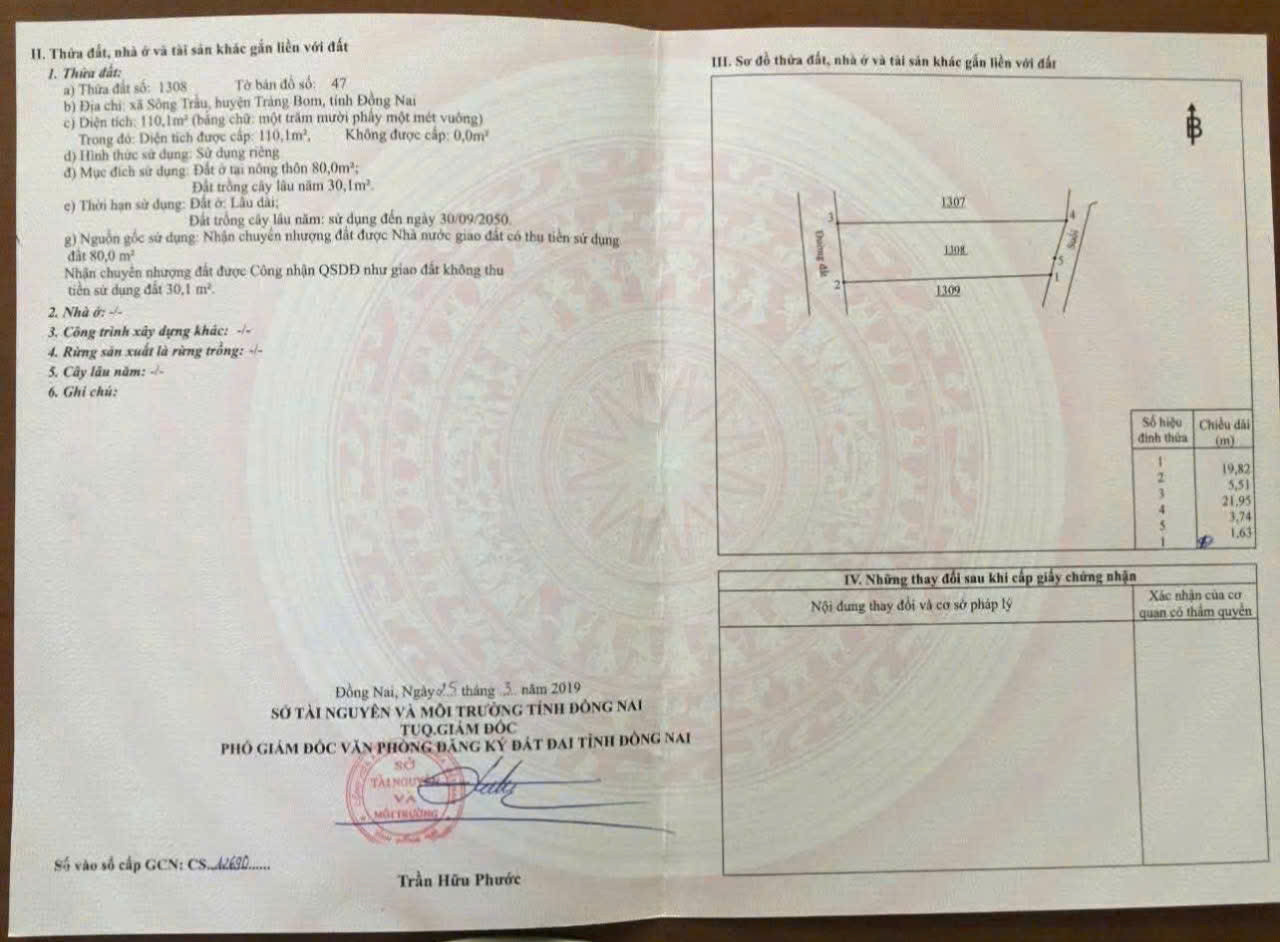 II. Thửa đất, nhà ở và tài sản khác gắn liền với đất
1. Thửa đất:
a) Thửa đất số: 1308 Tờ bản đồ số: 47
b) Địa chỉ: xã Sông Trầu, huyện Trảng Bom, tỉnh Đồng Nai
c) Diện tích: 110,1m² (bằng chữ: một trăm mười phẩy một mét vuông)
Trong đó: Diện tích được cấp: 110,1m², Không được cấp: 0,0m²
d) Hình thức sử dụng: Sử dụng riêng
đ) Mục đích sử dụng: Đất ở tại nông thôn 80,0m²;
Đất trồng cây lâu năm 30,1m².
e) Thời hạn sử dụng: Đất ở: Lâu dài;
Đất trồng cây lâu năm: sử dụng đến ngày 30/09/2050.
g) Nguồn gốc sử dụng: Nhận chuyển nhượng đất được Nhà nước giao đất có thu tiền sử dụng
đất 80,0 m²
Nhận chuyển nhượng đất được Công nhận QSDĐ như giao đất không thu
tiền sử dụng đất 30,1 m².
2. Nhà ở: -/-
3. Công trình xây dựng khác: -/-
4. Rừng sản xuất là rừng trồng: -/-
5. Cây lâu năm: -/-
6. Ghi chú:
Đồng Nai, Ngày 25 tháng 3 năm 2019
SỞ TÀI NGUYÊN VÀ MÔI TRƯỜNG TỈNH ĐỒNG NAI
TUQ.GIÁM ĐỐC
PHÓ GIÁM ĐỐC VĂN PHÒNG ĐĂNG KÝ ĐẤT ĐAI TỈNH ĐỒNG NAI
SỞ
TÀI NGUYÊN
VÀ
MÔI TRƯỜNG
Số vào sổ cấp GCN: CS 12690
Trần Hữu Phước
III. Sơ đồ thửa đất, nhà ở và tài sản khác gắn liền với đất
B
1307
3
4
Đường đất
1308
5
1
2
1309
Số hiệu đỉnh thửa Chiều dài (m)
1
19,82
2
5,51
3
21,95
4
3,74
5
1,63
1
IV. Những thay đổi sau khi cấp giấy chứng nhận
Nội dung thay đổi và cơ sở pháp lý
Xác nhận của cơ
quan có thẩm quyền